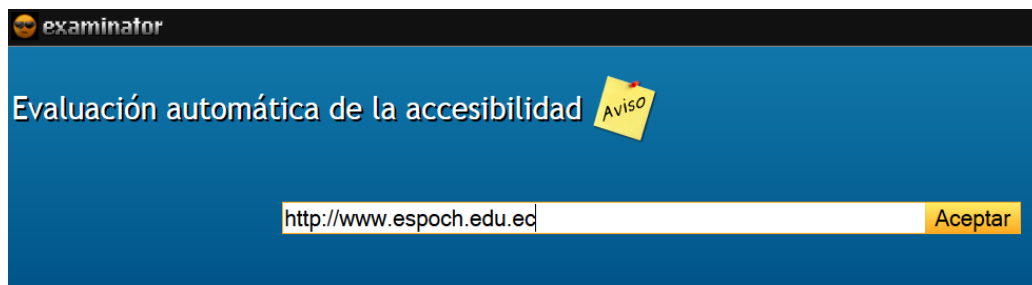 examinator
Evaluación automática de la accesibilidad
Aviso
http://www.espoch.edu.ec
Aceptar